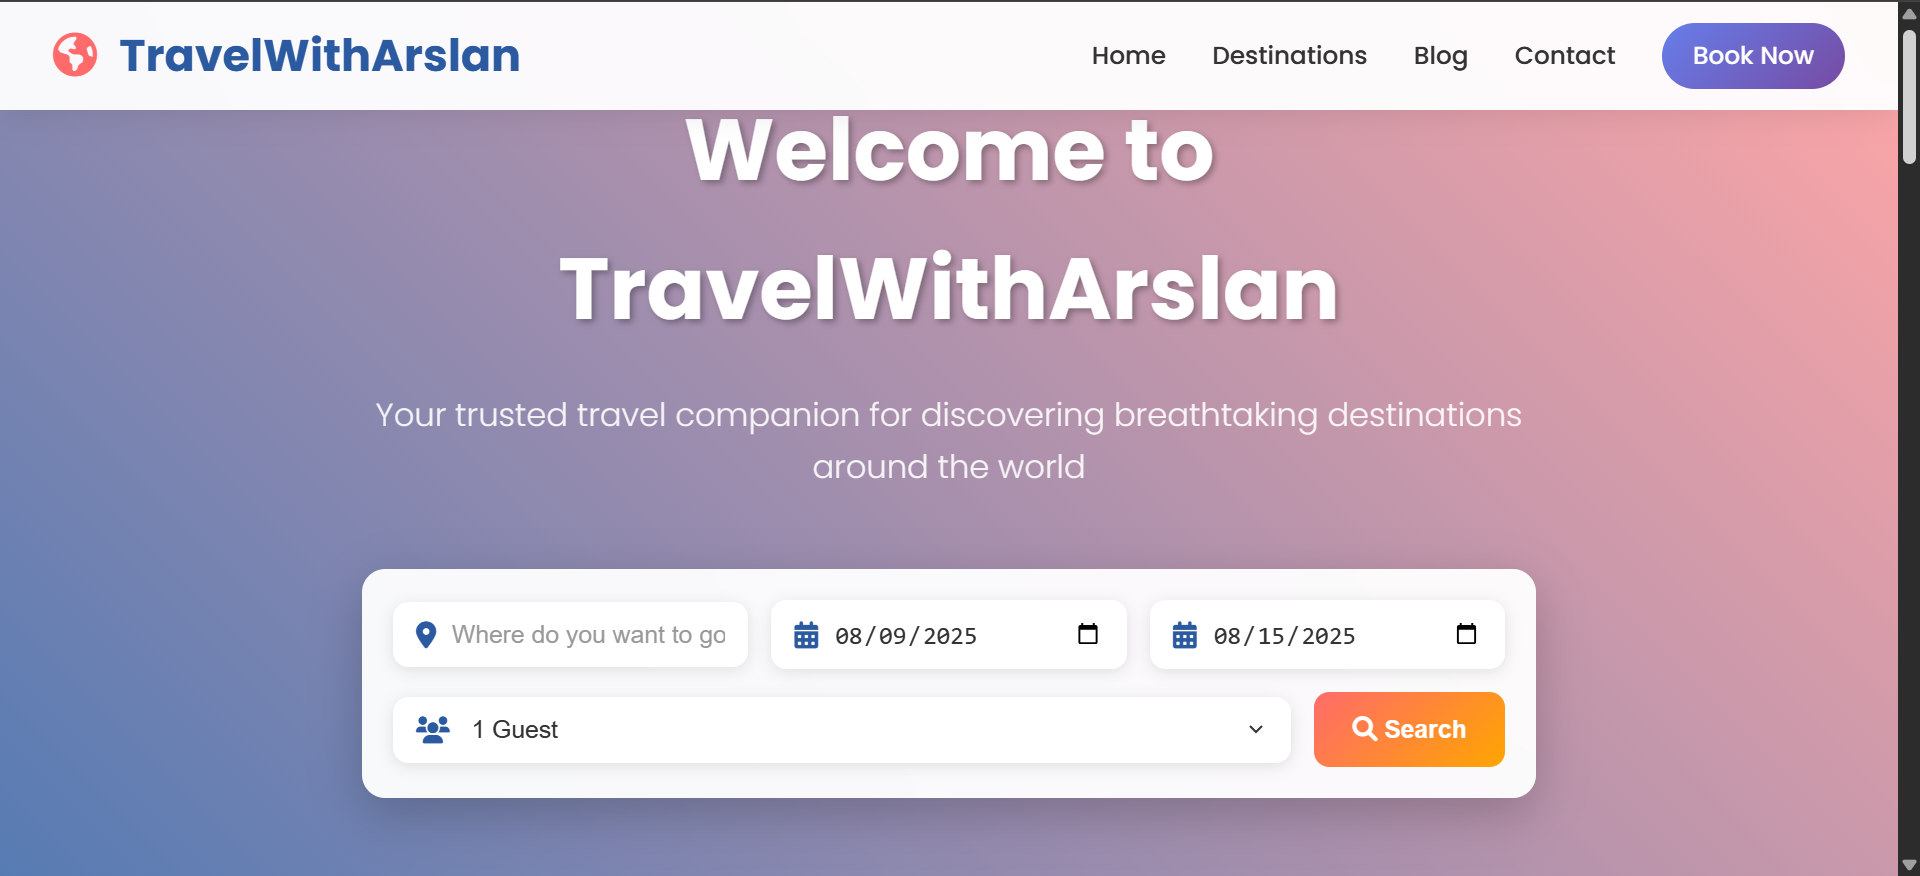 TravelWithArslan
Home
Destinations
Blog
Contact
Book Now
Welcome to
TravelWithArslan
Your trusted travel companion for discovering breathtaking destinations
around the world
Where do you want to go
08/09/2025
08/15/2025
1 Guest
Search